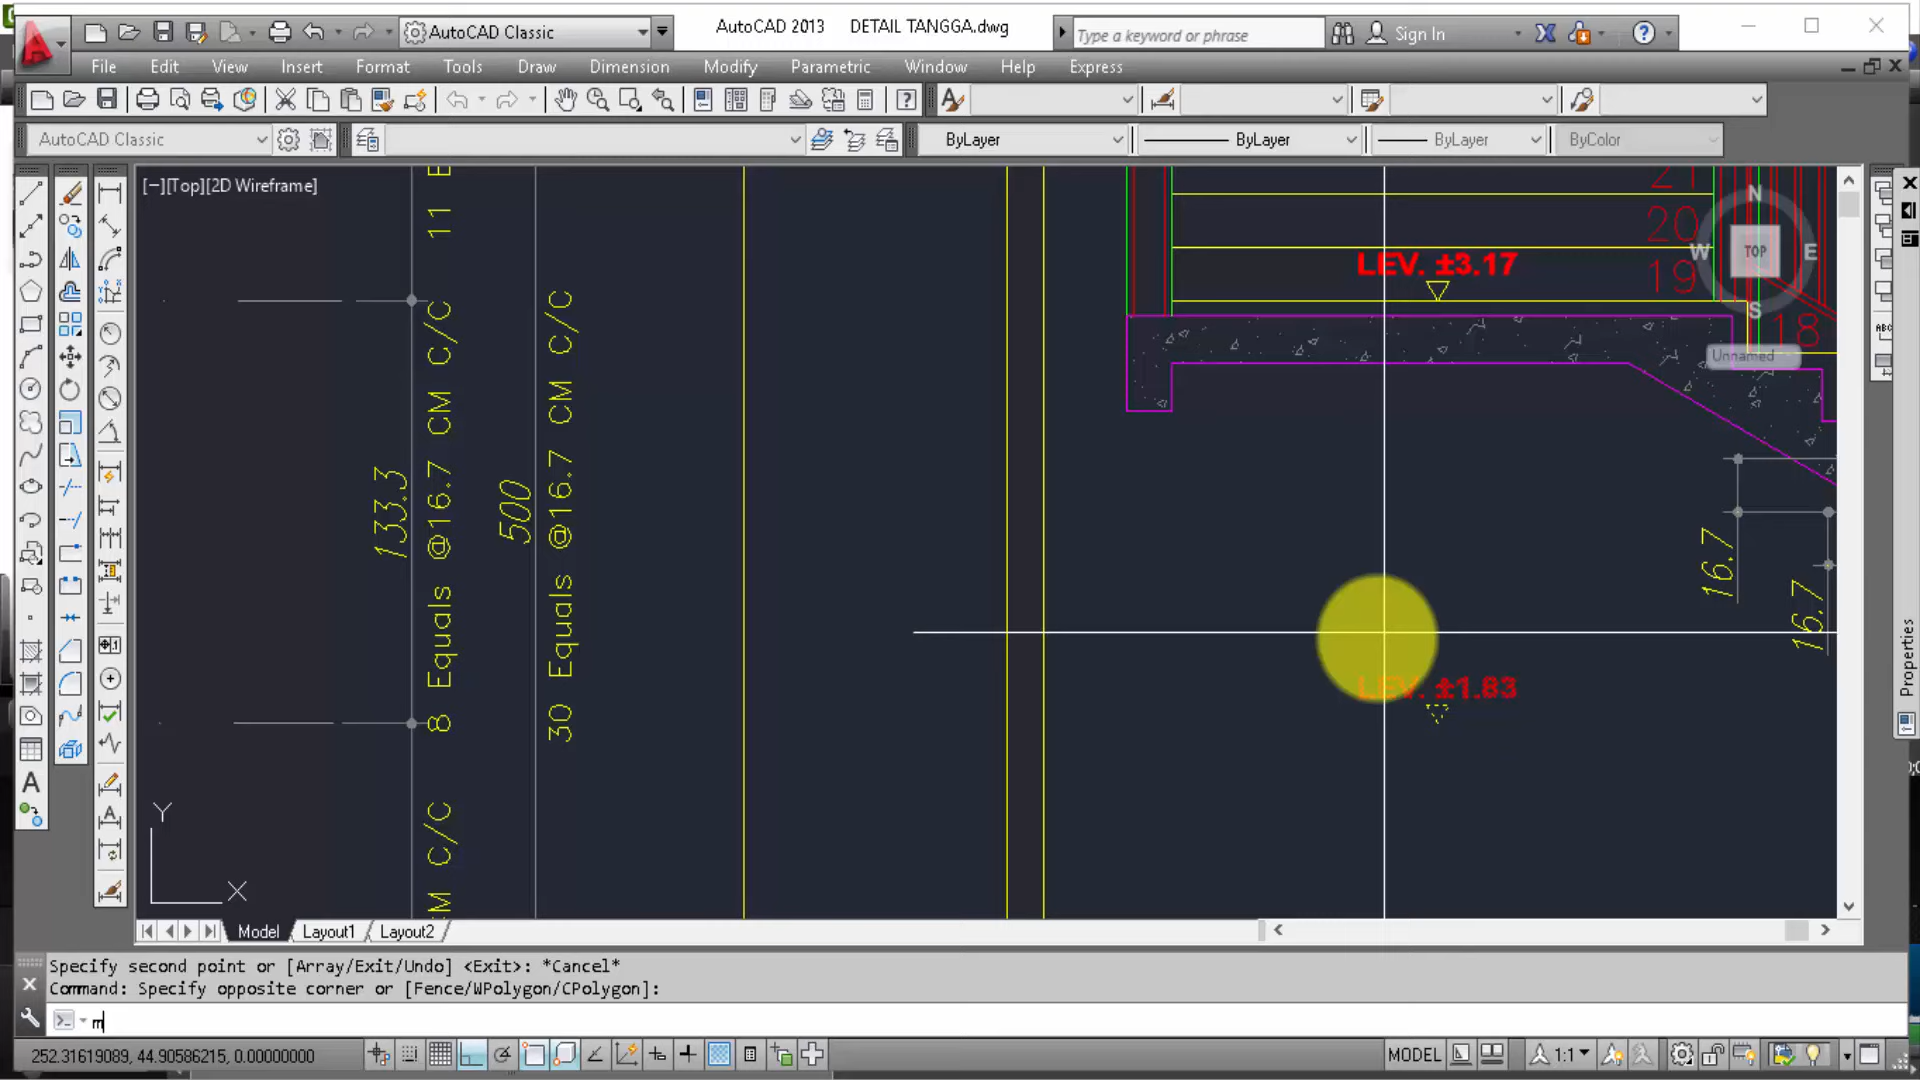 AutoCAD Classic
AutoCAD 2013 DETAIL TANGGA.dwg
Type a keyword or phrase
Sign In
File Edit View Insert Format Tools Draw Dimension Modify Parametric Window Help Express
AutoCAD Classic
ByLayer
ByLayer
ByLayer
ByColor
[−][Top][2D Wireframe]
133.3
8 Equals @16.7 CM C/C
11 E
500
30 Equals @16.7 CM C/C
CM C/C
21
20
19
18
LEV. ±3.17
N
W
TOP
E
S
Unnamed
16.7
16.7
LEV. ±1.83
Properties
ABC
Y
X
Model Layout1 Layout2
Specify second point or [Array/Exit/Undo] <Exit>: *Cancel*
Command: Specify opposite corner or [Fence/WPolygon/CPolygon]:
m
252.31619089, 44.90586215, 0.00000000
MODEL
1:1